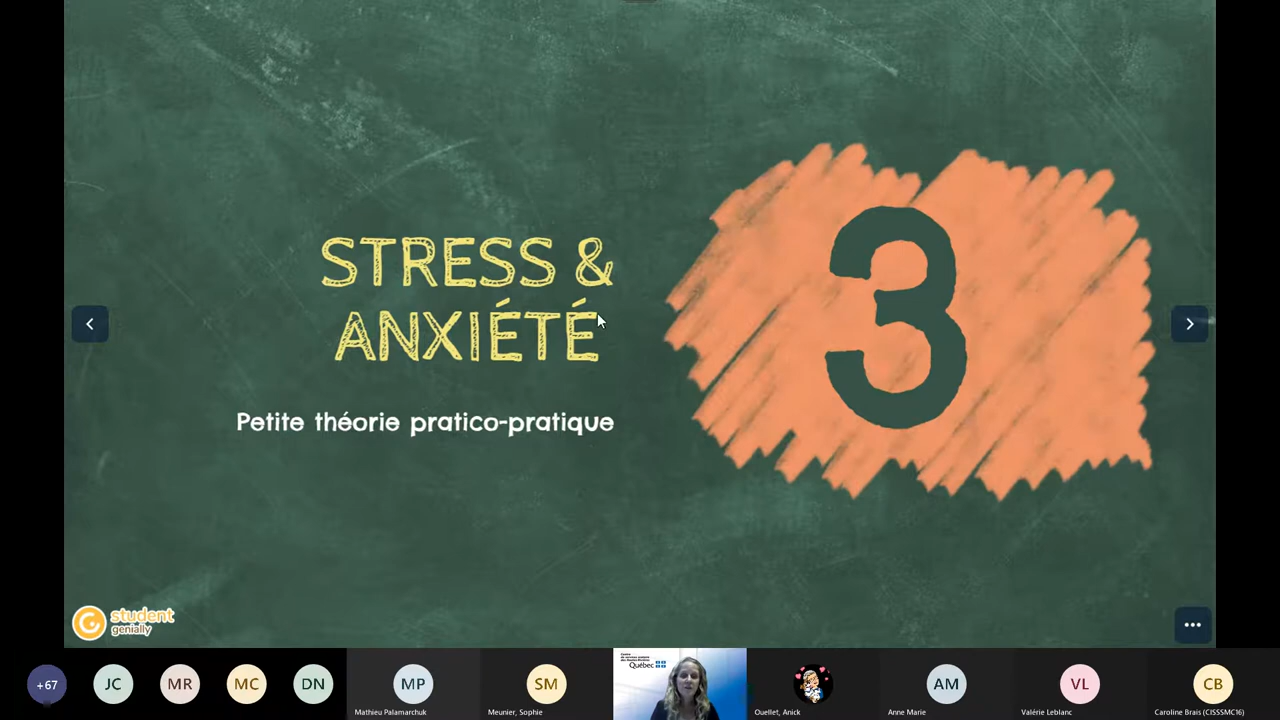 STRESS &
ANXIÉTÉ
3
Petite théorie pratico-pratique
student
genially
Québec
+67
JC
MR
MC
DN
MP
SM
AM
VL
CB
Mathieu Palamarchuk
Meunier, Sophie
Ouellet, Anick
Anne Marie
Valérie Leblanc
Caroline Brais (CISSSMC16)